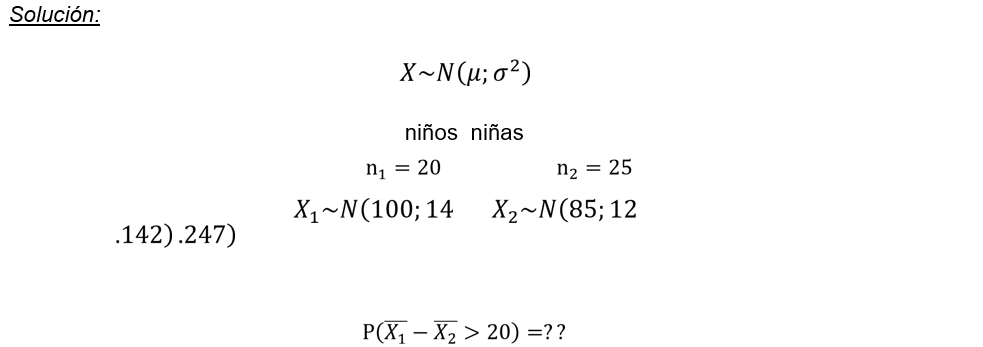 Solución:
X~N(μ; σ²)
niños niñas
n₁ = 20 n₂ = 25
X₁~N(100; 14 X₂~N(85; 12
.142) .247)
P(X̅₁ − X̅₂ > 20) =??